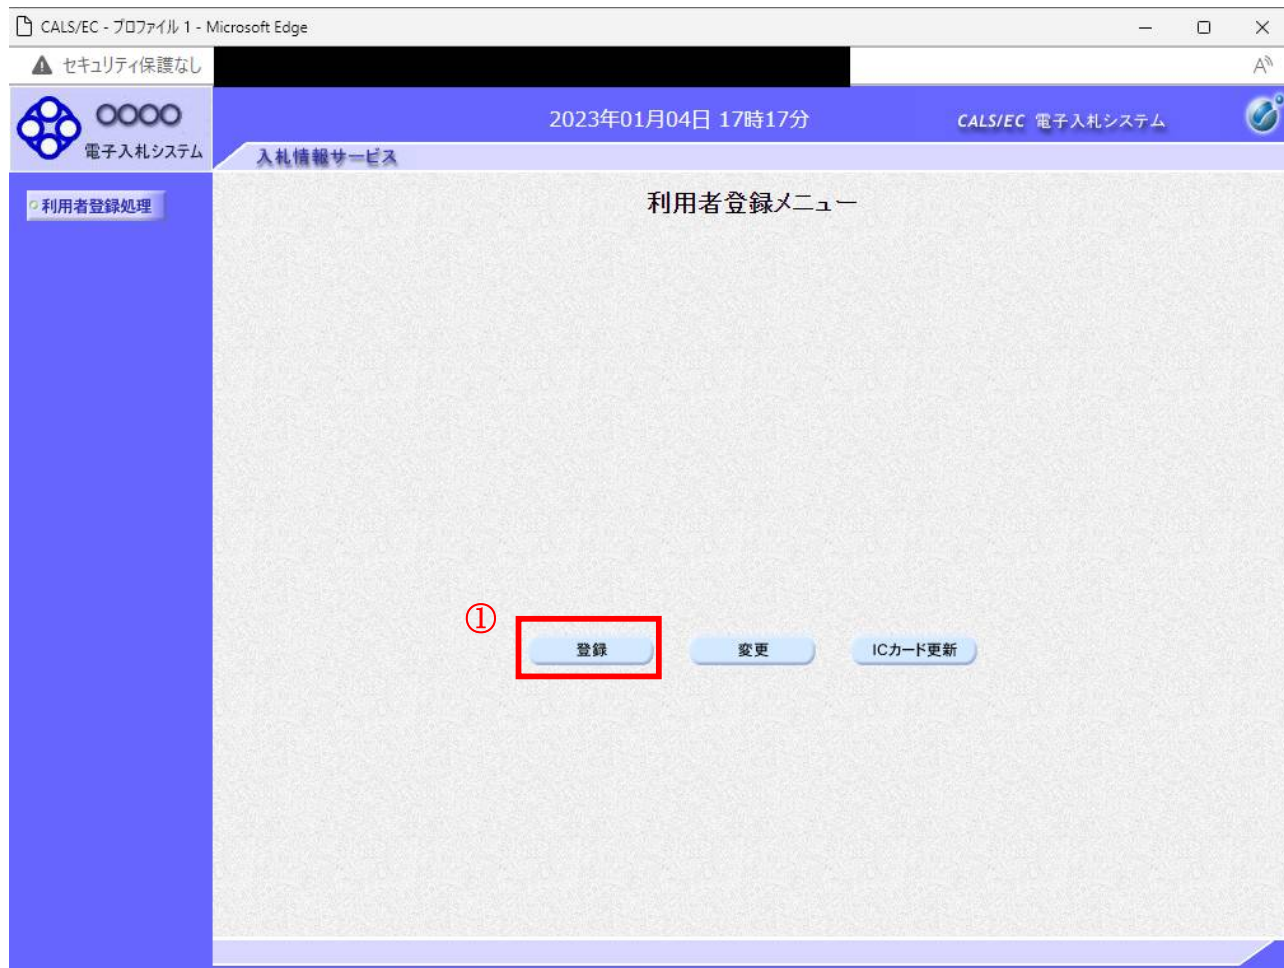 CALS/EC - プロファイル 1 - Microsoft Edge
セキュリティ保護なし
○○○○
電子入札システム
2023年01月04日 17時17分
CALS/EC 電子入札システム
入札情報サービス
利用者登録処理
利用者登録メニュー
①
登録
変更
ICカード更新